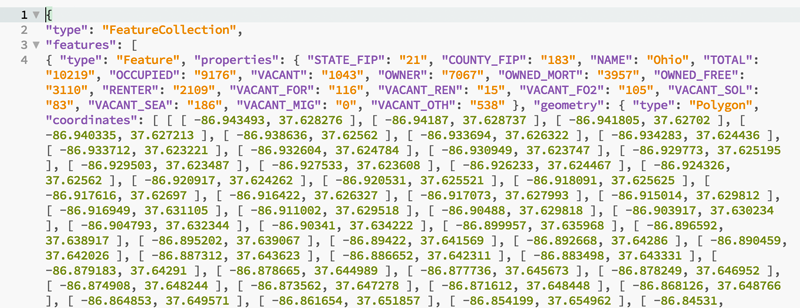 1 {
2 "type": "FeatureCollection",
3 "features": [
4 { "type": "Feature", "properties": { "STATE_FIP": "21", "COUNTY_FIP": "183", "NAME": "Ohio", "TOTAL":
"10219", "OCCUPIED": "9176", "VACANT": "1043", "OWNER": "7067", "OWNED_MORT": "3957", "OWNED_FREE":
"3110", "RENTER": "2109", "VACANT_FOR": "116", "VACANT_REN": "15", "VACANT_FO2": "105", "VACANT_SOL":
"83", "VACANT_SEA": "186", "VACANT_MIG": "0", "VACANT_OTH": "538" }, "geometry": { "type": "Polygon",
"coordinates": [ [ [ -86.943493, 37.628276 ], [ -86.94187, 37.628737 ], [ -86.941805, 37.62702 ], [
-86.940335, 37.627213 ], [ -86.938636, 37.62562 ], [ -86.933694, 37.626322 ], [ -86.934283, 37.624436 ],
[ -86.933712, 37.623221 ], [ -86.932604, 37.624784 ], [ -86.930949, 37.623747 ], [ -86.929773, 37.625195
], [ -86.929503, 37.623487 ], [ -86.927533, 37.623608 ], [ -86.926233, 37.624467 ], [ -86.924326,
37.62562 ], [ -86.920917, 37.624262 ], [ -86.920531, 37.625521 ], [ -86.918091, 37.625625 ], [
-86.917616, 37.62697 ], [ -86.916422, 37.626327 ], [ -86.917073, 37.627993 ], [ -86.915014, 37.629812 ],
[ -86.916949, 37.631105 ], [ -86.911002, 37.629518 ], [ -86.90488, 37.629818 ], [ -86.903917, 37.630234
], [ -86.904793, 37.632344 ], [ -86.90341, 37.634222 ], [ -86.899957, 37.635968 ], [ -86.896592,
37.638917 ], [ -86.895202, 37.639067 ], [ -86.89422, 37.641569 ], [ -86.892668, 37.64286 ], [ -86.890459,
37.642026 ], [ -86.887312, 37.643623 ], [ -86.886652, 37.642311 ], [ -86.883498, 37.643331 ], [
-86.879183, 37.64291 ], [ -86.878665, 37.644989 ], [ -86.877736, 37.645673 ], [ -86.878249, 37.646952 ],
[ -86.874908, 37.648244 ], [ -86.873562, 37.647278 ], [ -86.871612, 37.648448 ], [ -86.868126, 37.648766
], [ -86.864853, 37.649571 ], [ -86.861654, 37.651857 ], [ -86.854199, 37.654962 ], [ -86.84531,